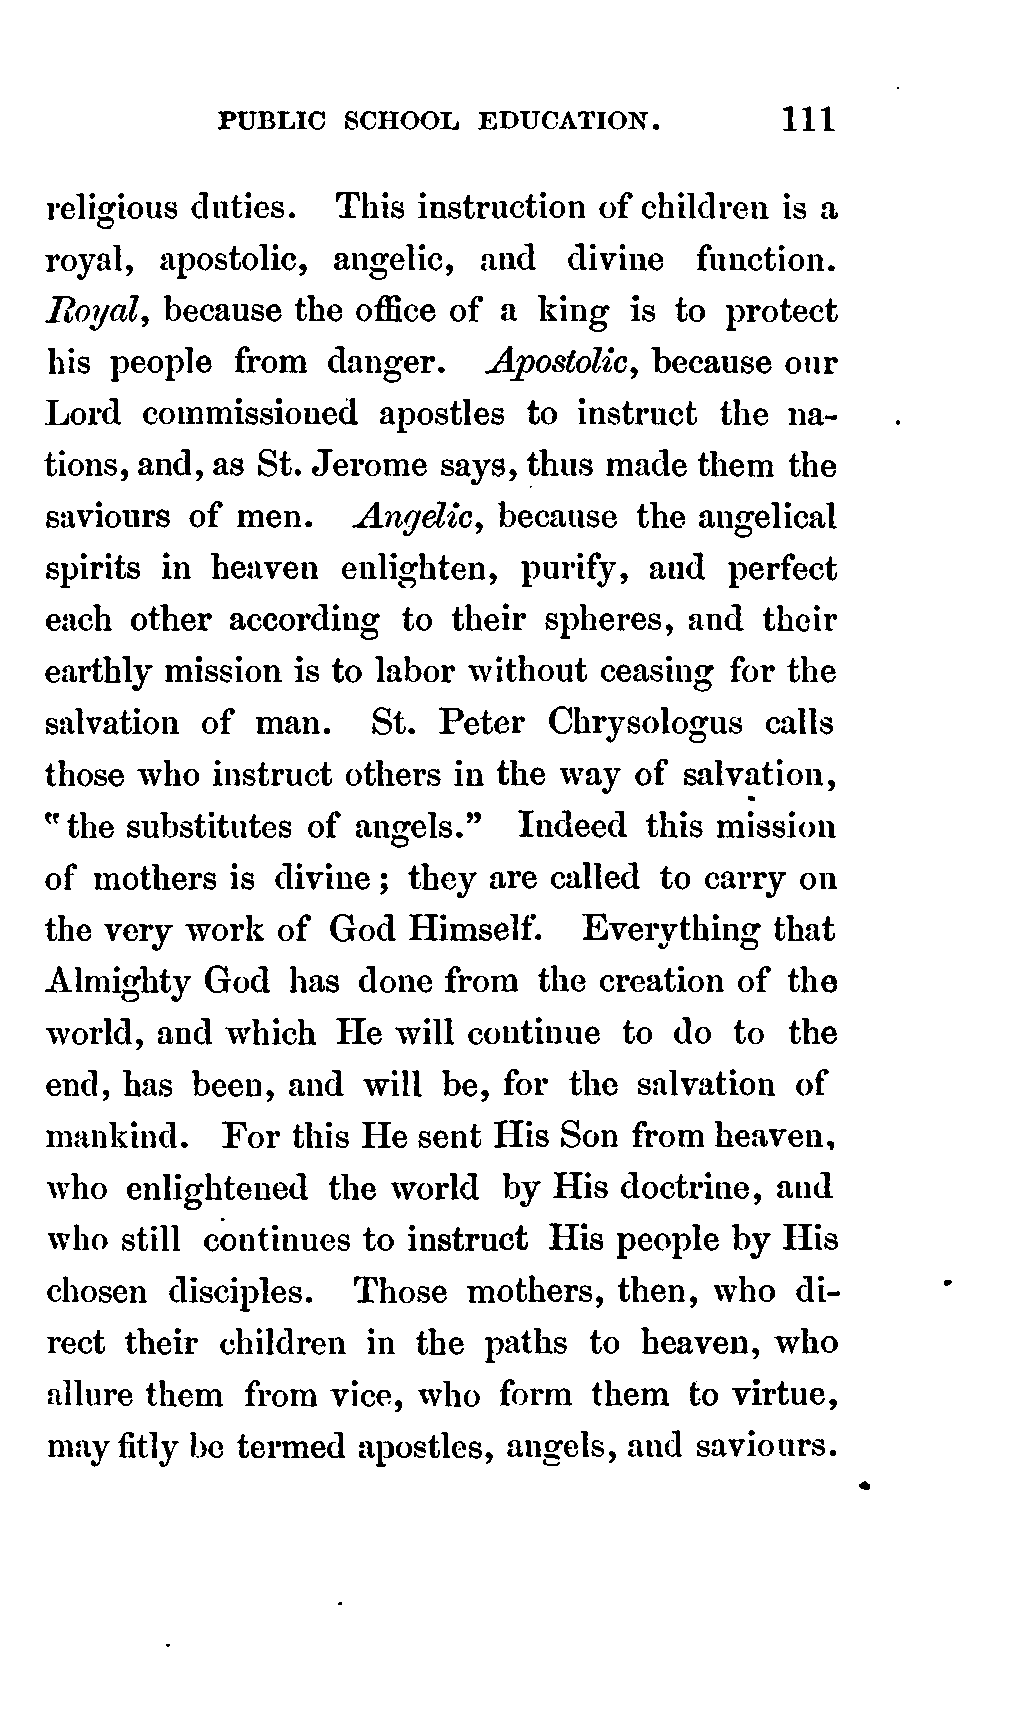 PUBLIC SCHOOL EDUCATION. 111
religious duties. This instruction of children is a
royal, apostolic, angelic, and divine function.
Royal, because the office of a king is to protect
his people from danger. Apostolic, because our
Lord commissioned apostles to instruct the na-
tions, and, as St. Jerome says, thus made them the
saviours of men. Angelic, because the angelical
spirits in heaven enlighten, purify, and perfect
each other according to their spheres, and their
earthly mission is to labor without ceasing for the
salvation of man. St. Peter Chrysologus calls
those who instruct others in the way of salvation,
"the substitutes of angels." Indeed this mission
of mothers is divine; they are called to carry on
the very work of God Himself. Everything that
Almighty God has done from the creation of the
world, and which He will continue to do to the
end, has been, and will be, for the salvation of
mankind. For this He sent His Son from heaven,
who enlightened the world by His doctrine, and
who still continues to instruct His people by His
chosen disciples. Those mothers, then, who di-
rect their children in the paths to heaven, who
allure them from vice, who form them to virtue,
may fitly be termed apostles, angels, and saviours.